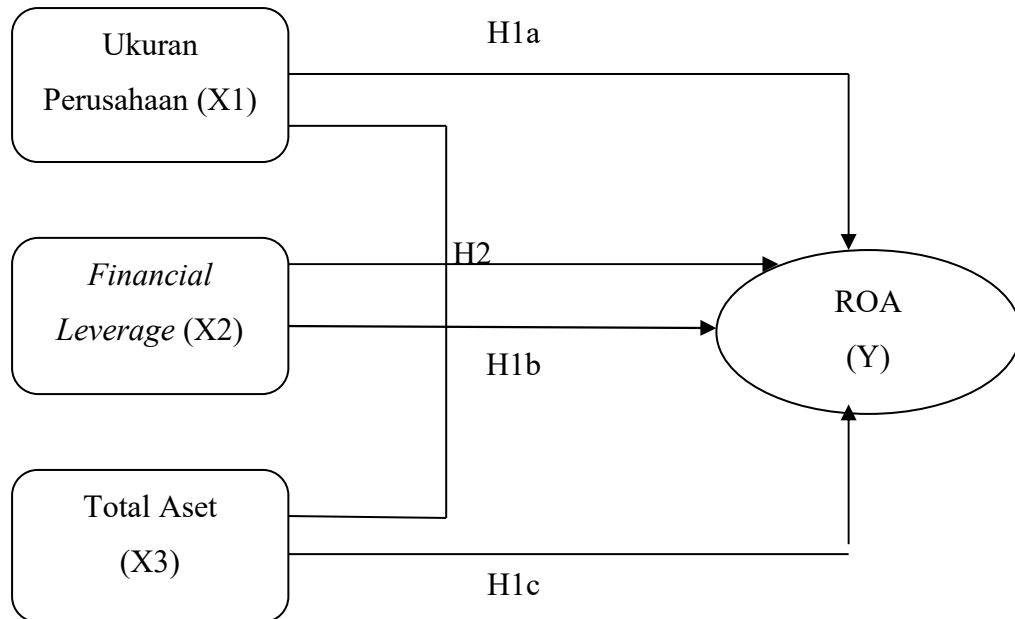 Ukuran
Perusahaan (X1)
H1a
Financial
Leverage (X2)
H2
H1b
ROA
(Y)
Total Aset
(X3)
H1c